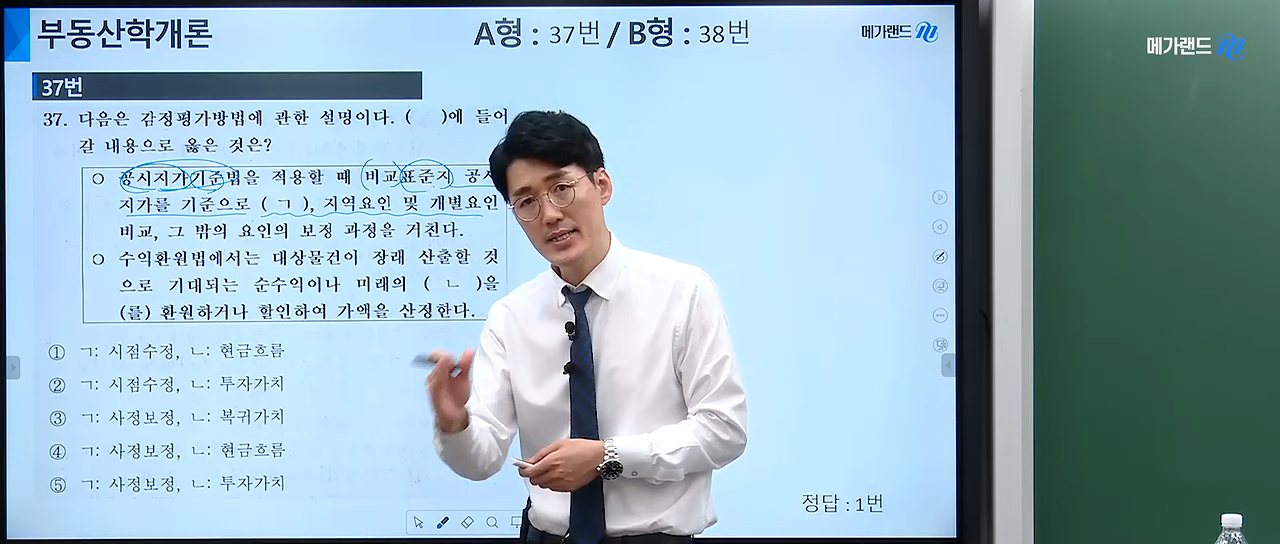 부동산학개론
A형 : 37번 / B형 : 38번
메가랜드
메가랜드
37번
37. 다음은 감정평가방법에 관한 설명이다. ( )에 들어
갈 내용으로 옳은 것은?
○ 공시지가기준법을 적용할 때 비교표준지 공시
지가를 기준으로 ( ㄱ ), 지역요인 및 개별요인
비교, 그 밖의 요인의 보정 과정을 거친다.
○ 수익환원법에서는 대상물건이 장래 산출할 것
으로 기대되는 순수익이나 미래의 ( ㄴ )을
(를) 환원하거나 할인하여 가액을 산정한다.
① ㄱ: 시점수정, ㄴ: 현금흐름
② ㄱ: 시점수정, ㄴ: 투자가치
③ ㄱ: 사정보정, ㄴ: 복귀가치
④ ㄱ: 사정보정, ㄴ: 현금흐름
⑤ ㄱ: 사정보정, ㄴ: 투자가치
정답 : 1번